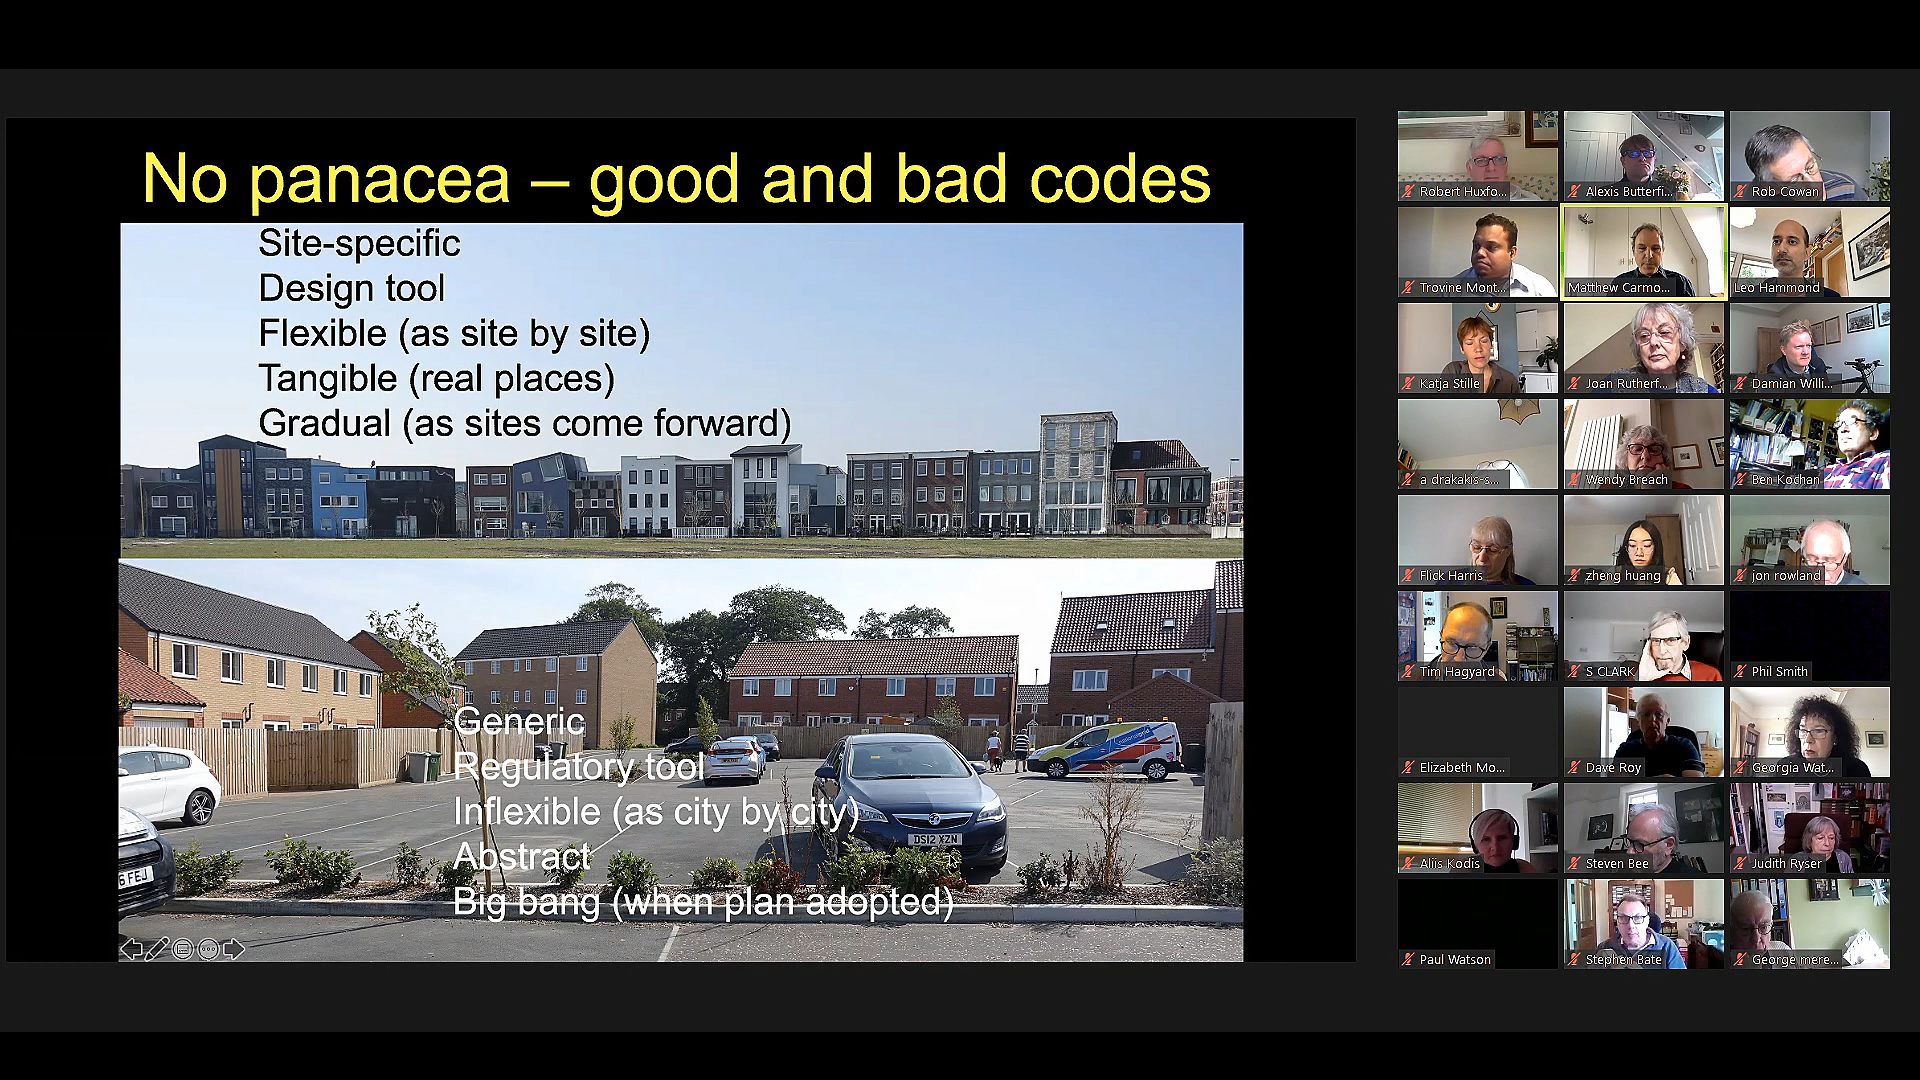 No panacea – good and bad codes
Site-specific
Design tool
Flexible (as site by site)
Tangible (real places)
Gradual (as sites come forward)
Generic
Regulatory tool
Inflexible (as city by city)
Abstract
Big bang (when plan adopted)
DS12 XZN
6 FEJ
Robert Huxfo...
Alexis Butterfi...
Rob Cowan
Trovine Mont...
Matthew Carmo...
Leo Hammond
Katja Stille
Joan Rutherf...
Damian Willi...
a drakakis-s...
Wendy Breach
Ben Kochan
Flick Harris
zheng huang
jon rowland
Tim Hagyard
S CLARK
Phil Smith
Elizabeth Mo...
Dave Roy
Georgia Wat...
Aliis Kodis
Steven Bee
Judith Ryser
Paul Watson
Stephen Bate
George mere...